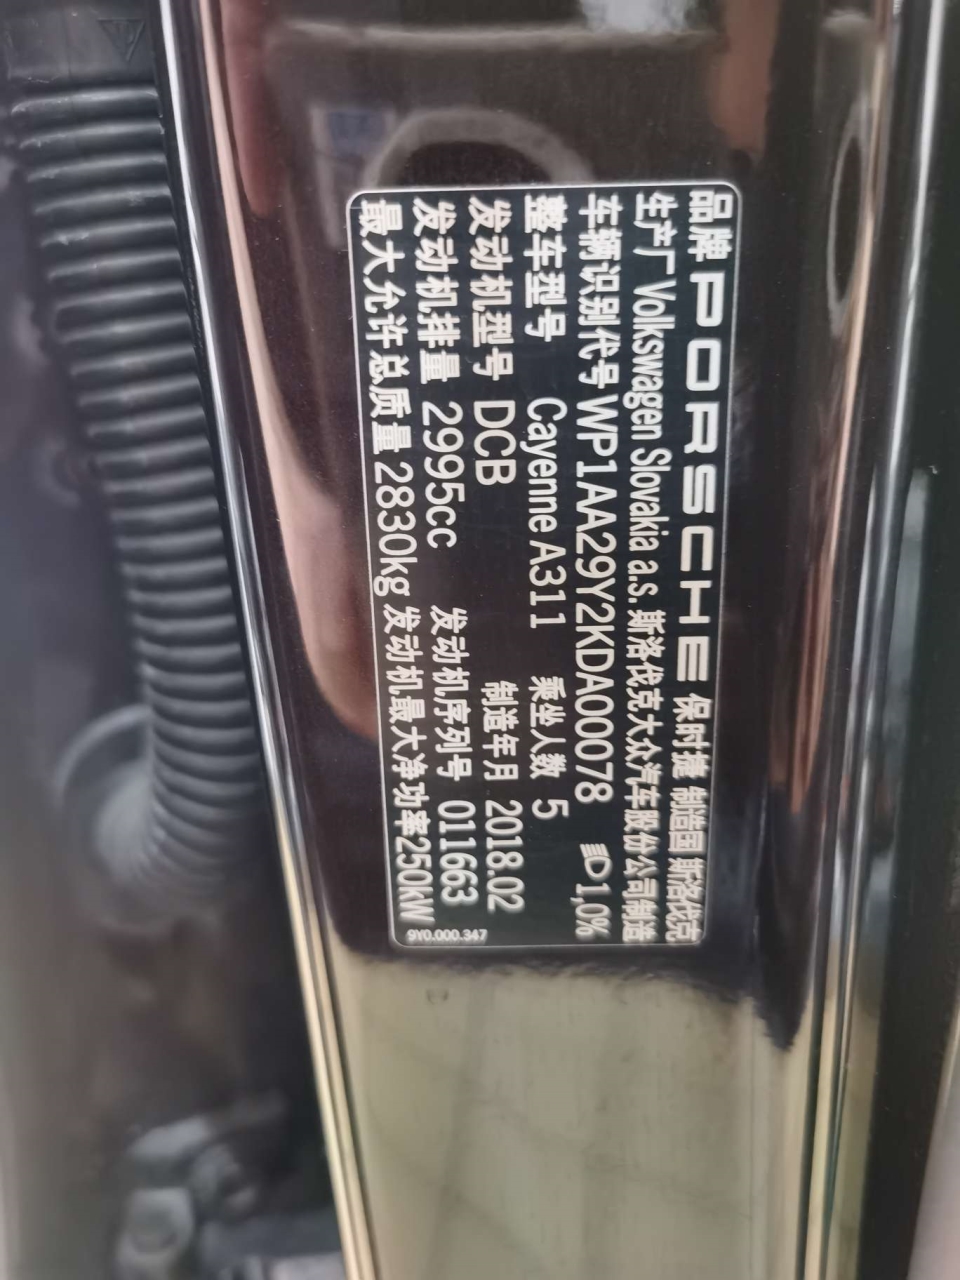 品牌 PORSCHE 保时捷 制造国 斯洛伐克
生产厂 Volkswagen Slovakia a.s. 斯洛伐克大众汽车股份公司制造
车辆识别代号 WP1AA29Y2KDA00078 1,0%
整车型号 Cayenne A311 乘坐人数 5
发动机型号 DCB 制造年月 2018.02
发动机排量 2995cc 发动机序列号 011663
最大允许总质量 2830kg 发动机最大净功率250kW
9Y0.000.347